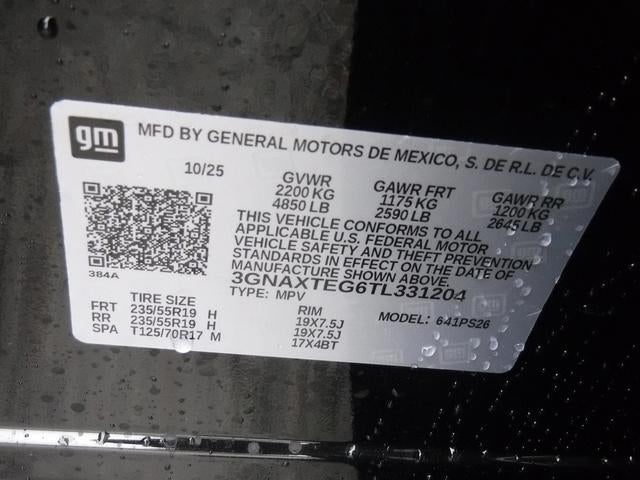 gm
MFD BY GENERAL MOTORS DE MEXICO, S. DE R.L. DE C.V.
10/25
GVWR GAWR FRT GAWR RR
2200 KG 1175 KG 1200 KG
4850 LB 2590 LB 2645 LB
THIS VEHICLE CONFORMS TO ALL
APPLICABLE U.S. FEDERAL MOTOR
VEHICLE SAFETY AND THEFT PREVENTION
STANDARDS IN EFFECT ON THE DATE OF
MANUFACTURE SHOWN ABOVE.
384A
3GNAXTEG6TL331204
TYPE: MPV
MODEL: 641PS26
TIRE SIZE RIM
FRT 235/55R19 H 19X7.5J
RR 235/55R19 H 19X7.5J
SPA T125/70R17 M 17X4BT